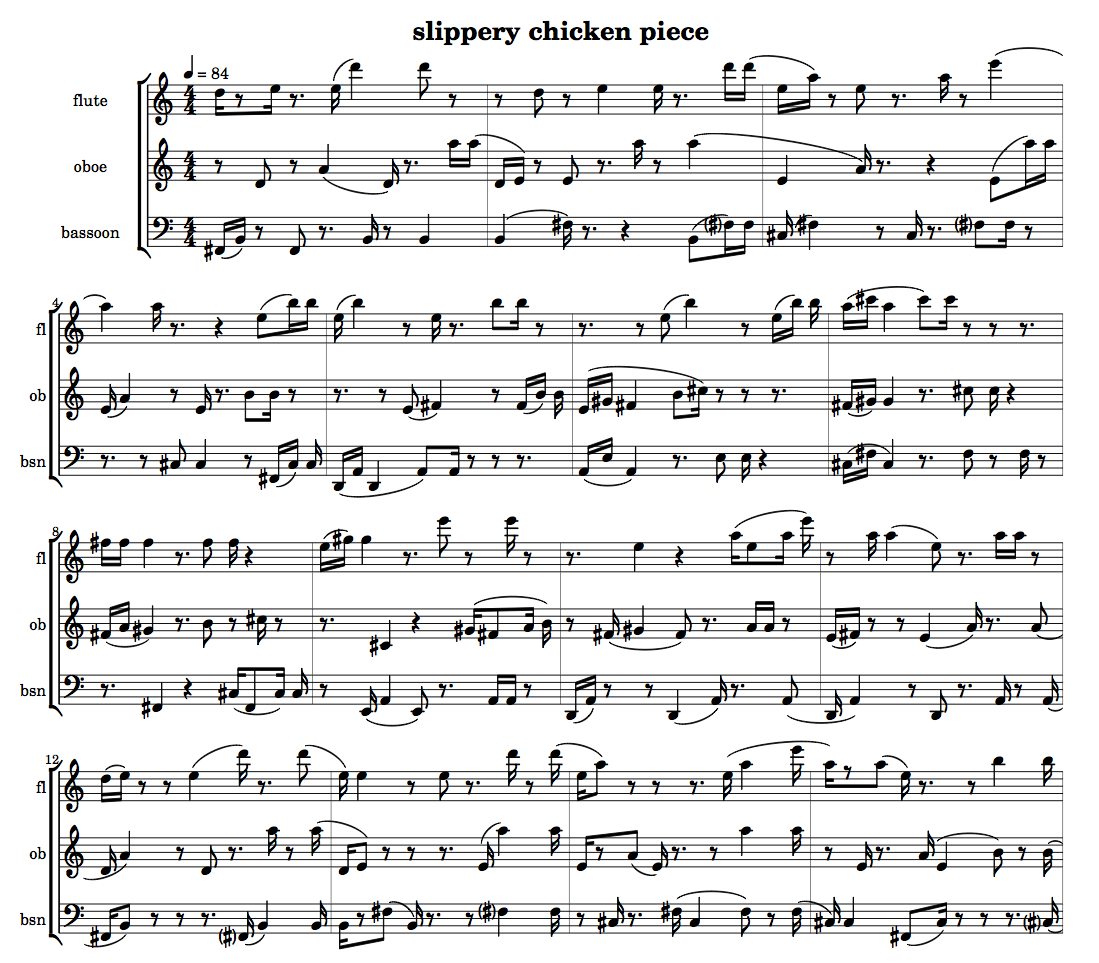 slippery chicken piece
= 84
flute
oboe
bassoon
4
fl
ob
bsn
8
fl
ob
bsn
12
fl
ob
bsn